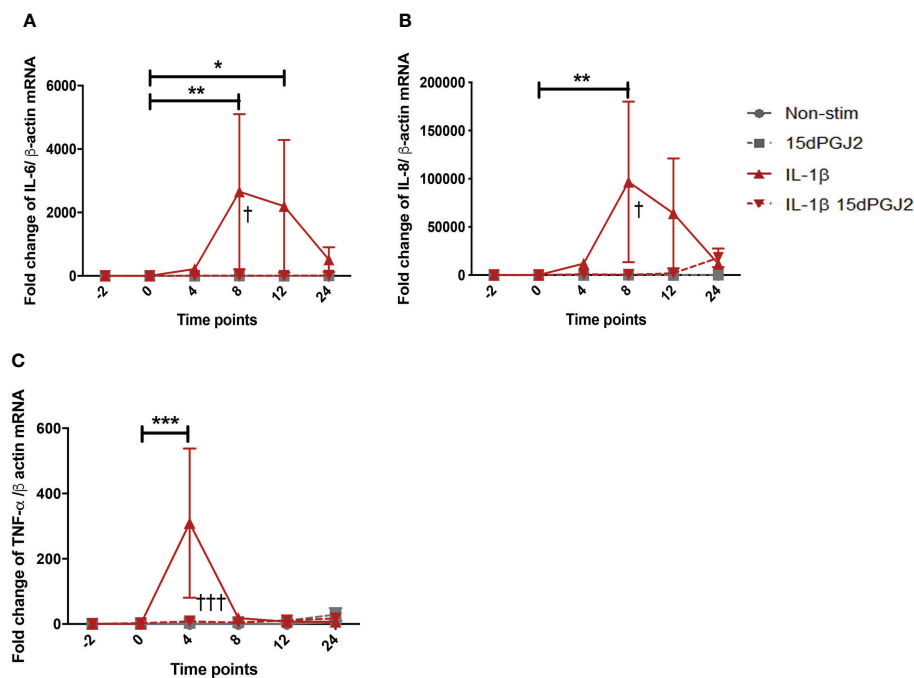 A
Fold change of IL-6/ β-actin mRNA
6000
4000
2000
0
*
**
†
-2 0 4 8 12 24
Time points
B
Fold change of IL-8/ β-actin mRNA
200000
150000
100000
50000
0
**
†
-2 0 4 8 12 24
Time points
Non-stim
15dPGJ2
IL-1β
IL-1β 15dPGJ2
C
Fold change of TNF-α /β actin mRNA
600
400
200
0
***
†††
-2 0 4 8 12 24
Time points